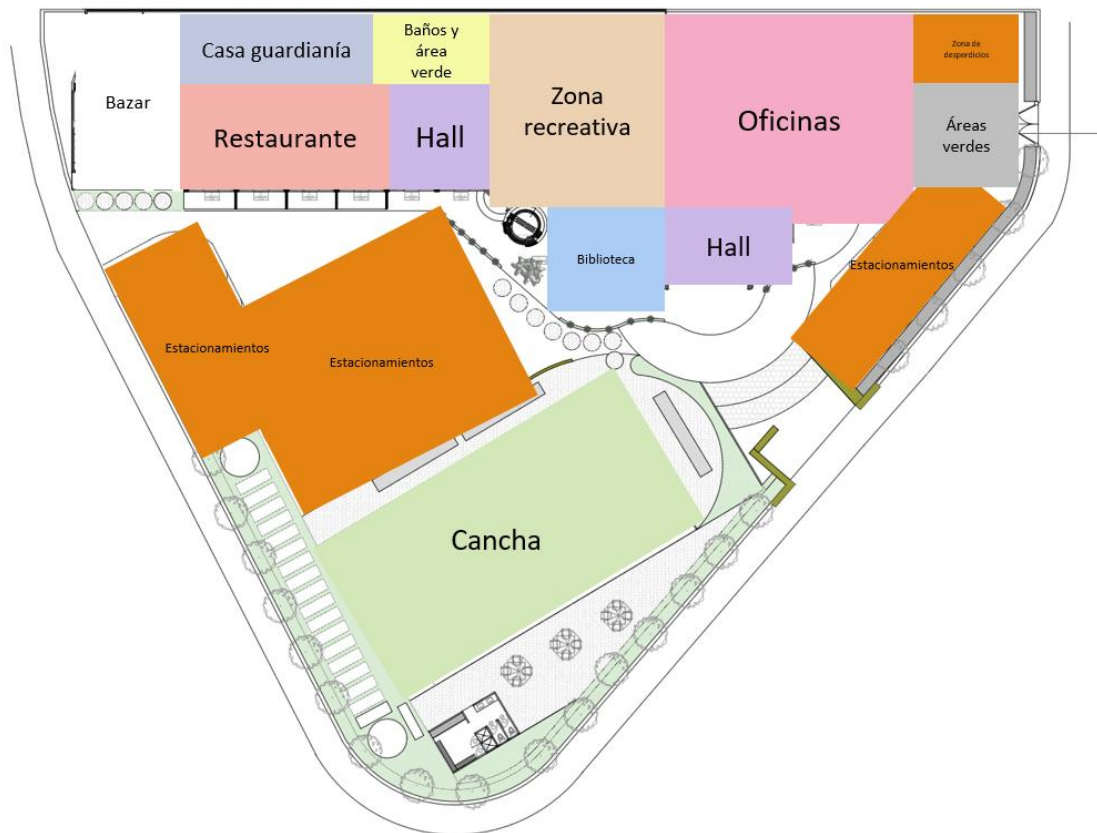 Casa guardianía
Baños y
área
verde
Zona
recreativa
Oficinas
Zona de
desperdicios
Bazar
Restaurante
Hall
Áreas
verdes
Biblioteca
Hall
Estacionamientos
Estacionamientos
Estacionamientos
Cancha